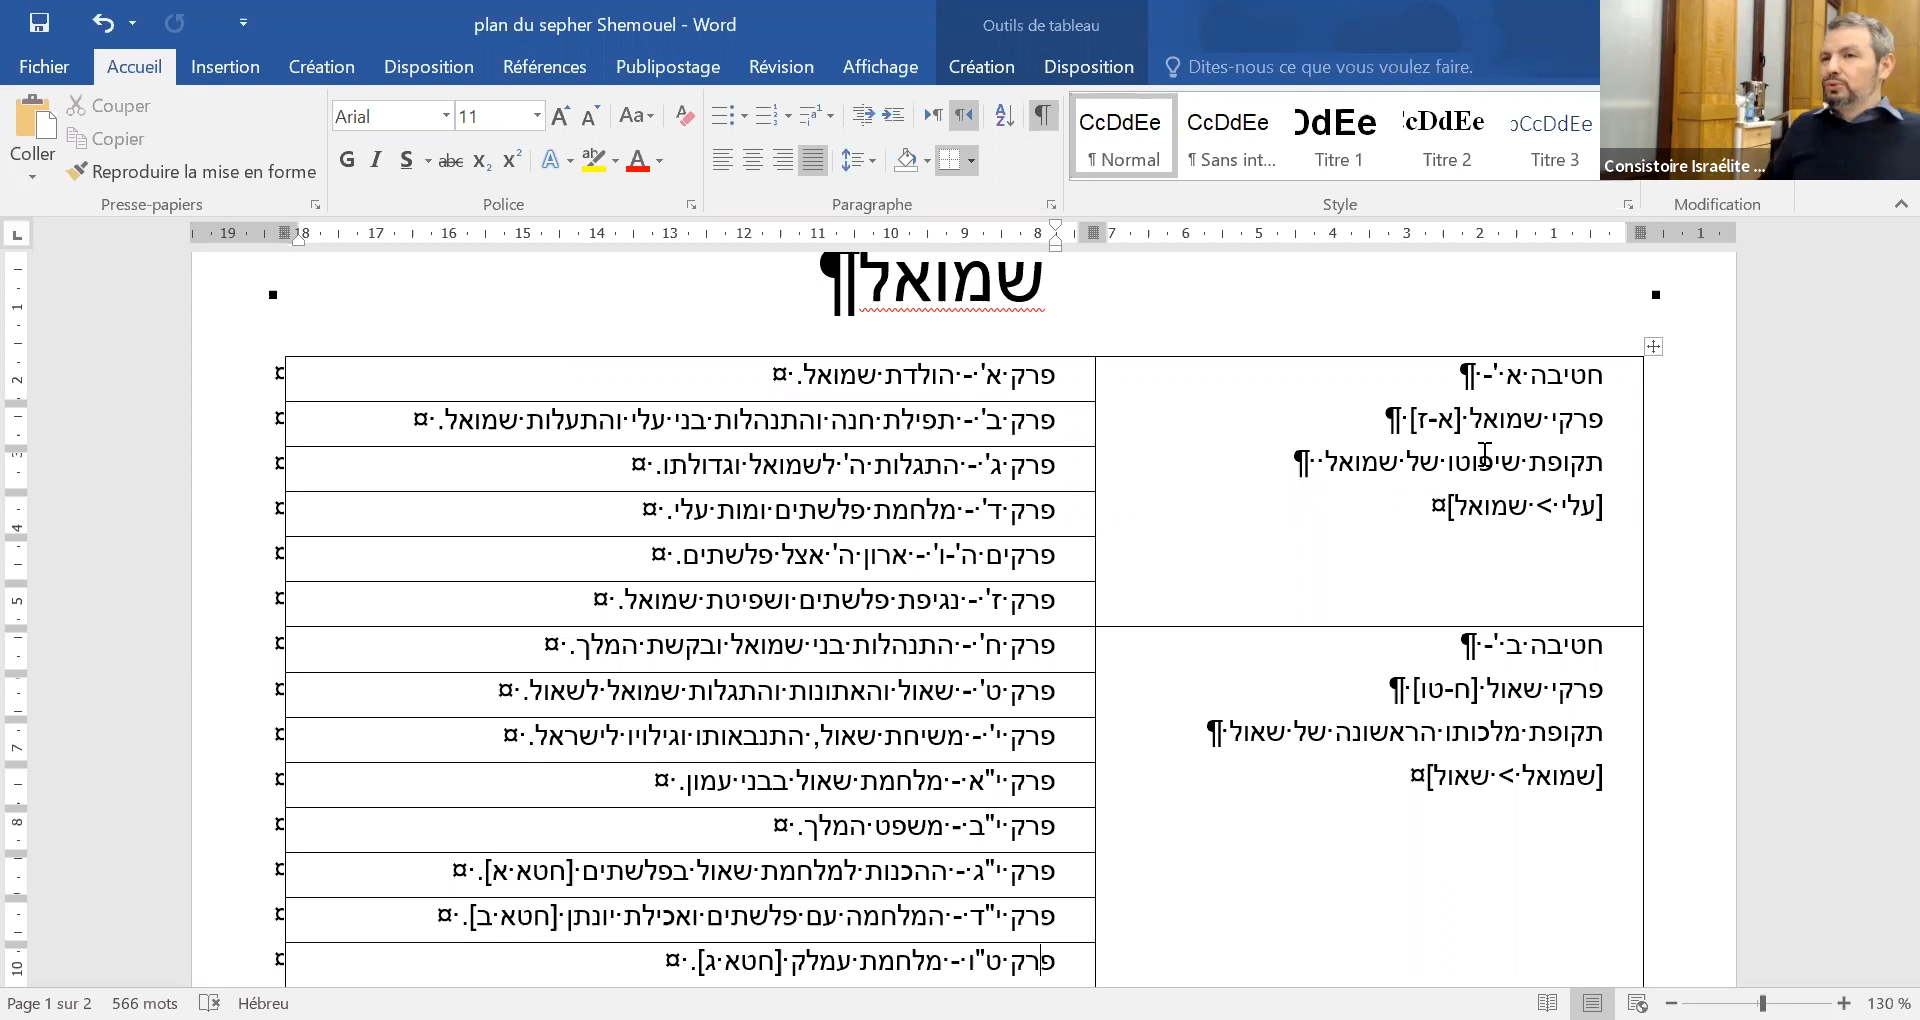 plan du sepher Shemouel - Word
Outils de tableau
Fichier
Accueil
Insertion
Création
Disposition
Références
Publipostage
Révision
Affichage
Création
Disposition
Dites-nous ce que vous voulez faire.
Coller
Couper
Copier
Reproduire la mise en forme
Presse-papiers
Arial
11
Police
Paragraphe
CcDdEe
¶ Normal
CcDdEe
¶ Sans int...
Titre 1
Titre 2
Titre 3
Style
Modification
Consistoire Israélite ...
שמואל¶
חטיבה א'- ¶
פרקי שמואל [א-ז] ¶
תקופת שיפוטו של שמואל ¶
[עלי > שמואל]¤
פרק א' - הולדת שמואל. ¤
פרק ב' - תפילת חנה והתנהלות בני עלי והתעלות שמואל. ¤
פרק ג' - התגלות ה' לשמואל וגדולתו. ¤
פרק ד' - מלחמת פלשתים ומות עלי. ¤
פרקים ה'-ו' - ארון ה' אצל פלשתים. ¤
פרק ז' - נגיפת פלשתים ושפיטת שמואל. ¤
חטיבה ב'- ¶
פרקי שאול [ח-טו] ¶
תקופת מלכותו הראשונה של שאול ¶
[שמואל > שאול]¤
פרק ח' - התנהלות בני שמואל ובקשת המלך. ¤
פרק ט' - שאול והאתונות והתגלות שמואל לשאול. ¤
פרק י' - משיחת שאול, התנבאותו וגילויו לישראל. ¤
פרק י"א - מלחמת שאול בבני עמון. ¤
פרק י"ב - משפט המלך. ¤
פרק י"ג - ההכנות למלחמת שאול בפלשתים [חטא א]. ¤
פרק י"ד - המלחמה עם פלשתים ואכילת יונתן [חטא ב]. ¤
פרק ט"ו - מלחמת עמלק [חטא ג]. ¤
Page 1 sur 2
566 mots
Hébreu
130 %